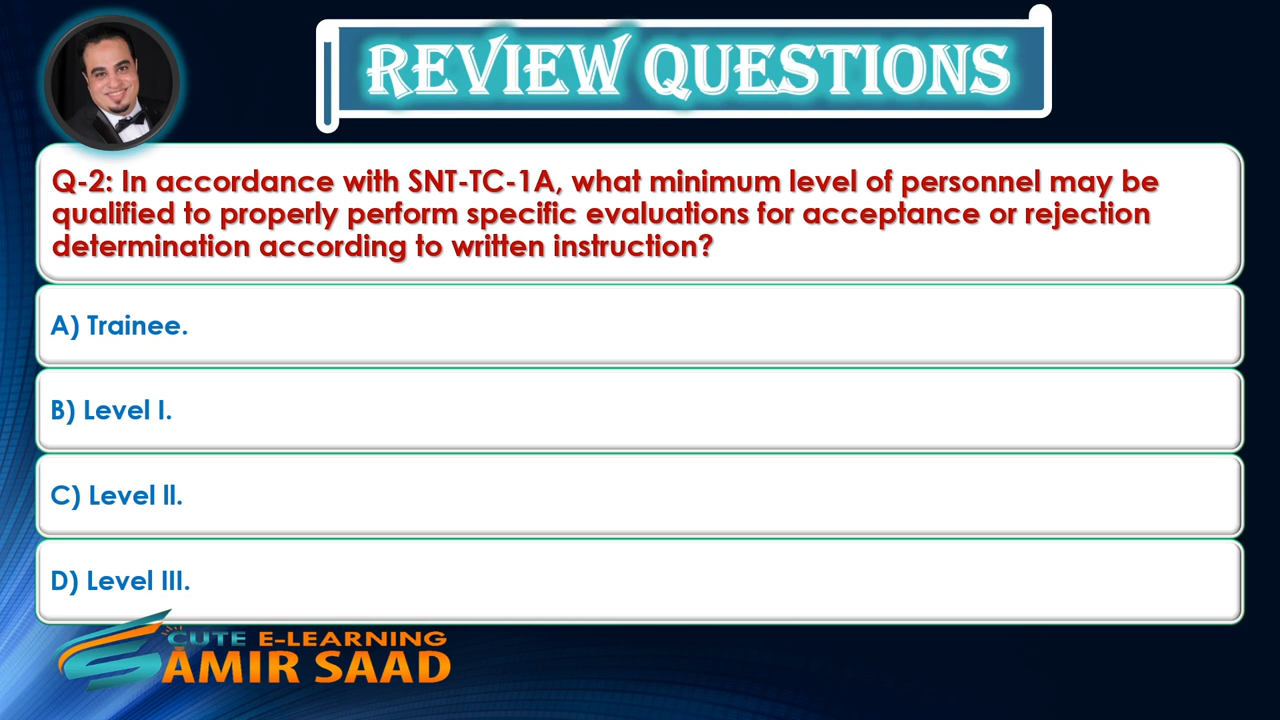 REVIEW QUESTIONS
Q-2: In accordance with SNT-TC-1A, what minimum level of personnel may be
qualified to properly perform specific evaluations for acceptance or rejection
determination according to written instruction?
A) Trainee.
B) Level I.
C) Level ll.
D) Level III.
CUTE E-LEARNING
AMIR SAAD